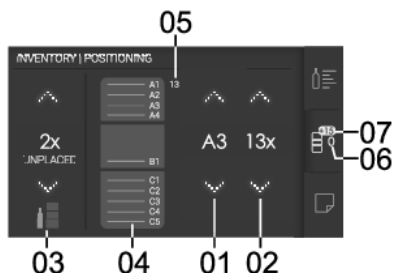 05
INVENTORY | POSITIONING
A1 13
A2
A3
A4
2x
UNPLACED
A3
13x
B1
C1
C2
C3
C4
C5
07
06
03
04
01
02